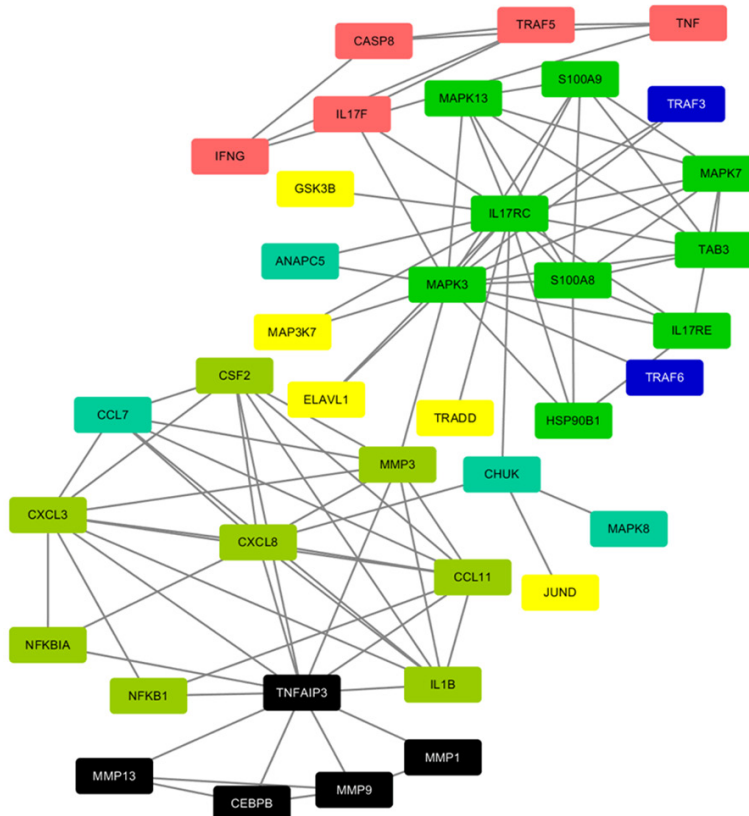 TRAF5
TNF
CASP8
S100A9
MAPK13
TRAF3
IL17F
IFNG
MAPK7
GSK3B
IL17RC
TAB3
ANAPC5
S100A8
MAPK3
MAP3K7
IL17RE
CSF2
TRAF6
ELAVL1
CCL7
TRADD
HSP90B1
MMP3
CHUK
CXCL3
MAPK8
CXCL8
CCL11
JUND
NFKBIA
IL1B
TNFAIP3
NFKB1
MMP1
MMP13
MMP9
CEBPB